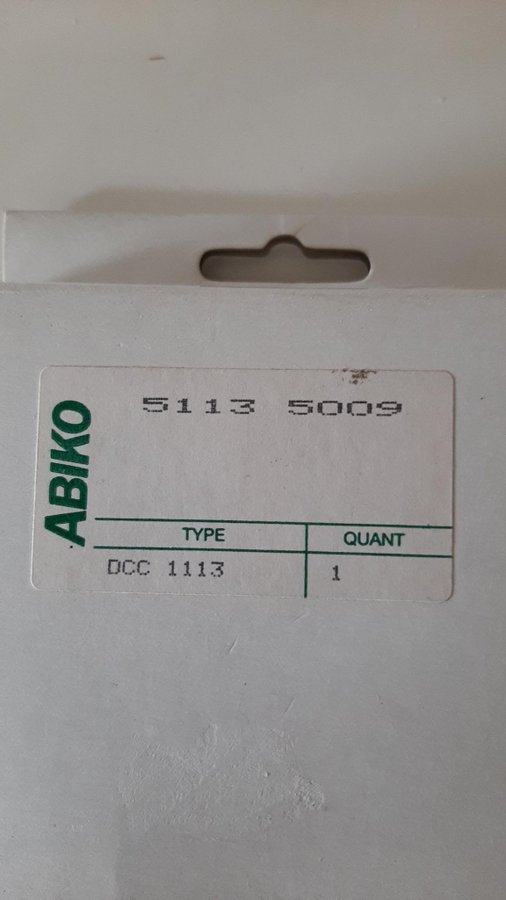 ABIKO
5113 5009
TYPE QUANT
DCC 1113 1